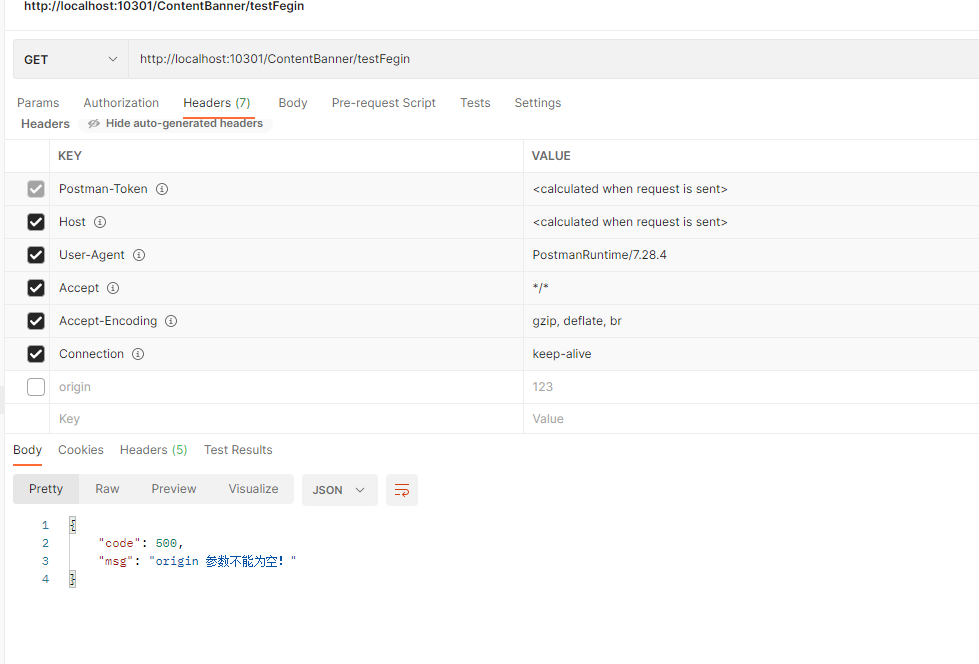 http://localhost:10301/ContentBanner/testFegin
GET http://localhost:10301/ContentBanner/testFegin
Params Authorization Headers (7) Body Pre-request Script Tests Settings
Headers Hide auto-generated headers
KEY VALUE
Postman-Token <calculated when request is sent>
Host <calculated when request is sent>
User-Agent PostmanRuntime/7.28.4
Accept */*
Accept-Encoding gzip, deflate, br
Connection keep-alive
origin 123
Key Value
Body Cookies Headers (5) Test Results
Pretty Raw Preview Visualize JSON
1 {
2 "code": 500,
3 "msg": "origin 参数不能为空！"
4 }